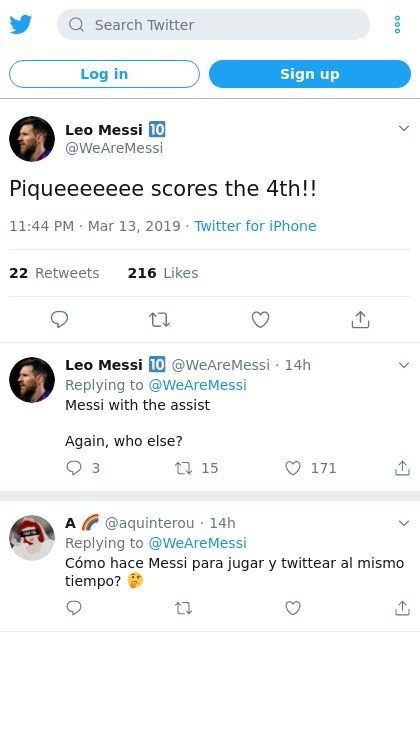 Search Twitter
Log in
Sign up
Leo Messi 🔟
@WeAreMessi
Piqueeeeeee scores the 4th!!
11:44 PM · Mar 13, 2019 · Twitter for iPhone
22 Retweets 216 Likes
Leo Messi 🔟 @WeAreMessi · 14h
Replying to @WeAreMessi
Messi with the assist
Again, who else?
3 15 171
A 🌈 @aquinterou · 14h
Replying to @WeAreMessi
Cómo hace Messi para jugar y twittear al mismo
tiempo? 🤔